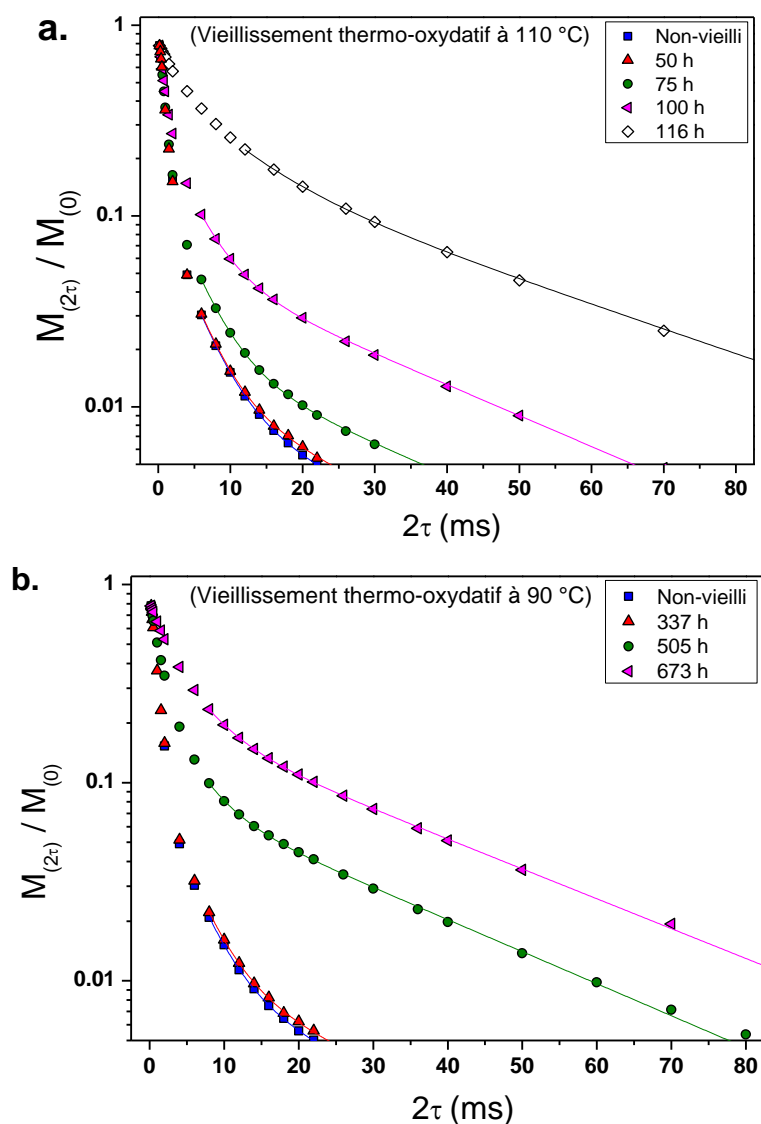 a.
(Vieillissement thermo-oxydatif à 110 °C)
Non-vieilli
50 h
75 h
100 h
116 h
1
0.1
0.01
M(2τ) / M(0)
0 10 20 30 40 50 60 70 80
2τ (ms)
b.
(Vieillissement thermo-oxydatif à 90 °C)
Non-vieilli
337 h
505 h
673 h
1
0.1
0.01
M(2τ) / M(0)
0 10 20 30 40 50 60 70 80
2τ (ms)